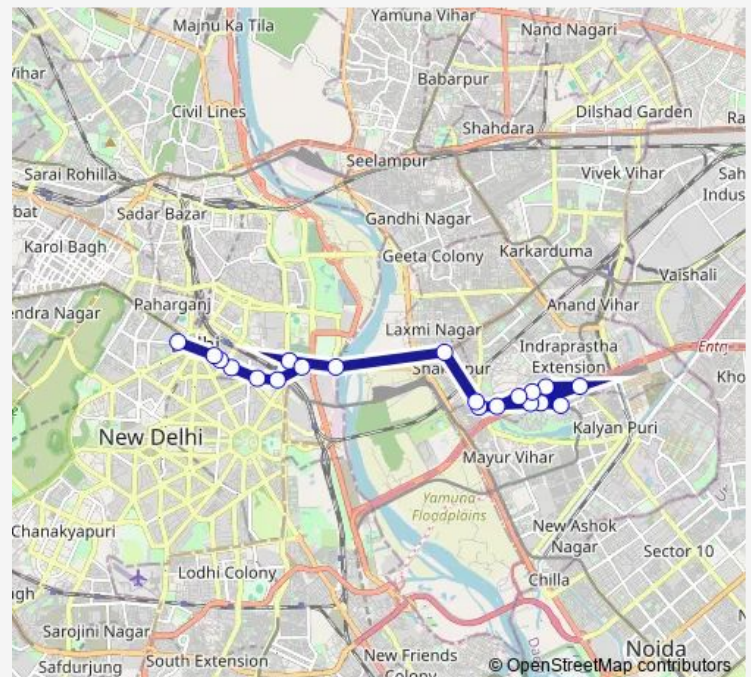 Majnu Ka Tila
Yamuna Vihar
Nand Nagari
Vihar
Babarpur
Civil Lines
Dilshad Garden
Shahdara
Seelampur
Sarai Rohilla
Vivek Vihar
Sadar Bazar
Gandhi Nagar
Karol Bagh
Geeta Colony
Karkarduma
Vaishali
Paharganj
Anand Vihar
Laxmi Nagar
Indraprastha
Extension
Kalyan Puri
New Delhi
Mayur Vihar
Yamuna
Floodplains
New Ashok
Nagar
Sector 10
Chanakyapuri
Lodhi Colony
Chilla
Sarojini Nagar
Noida
Safdurjung
South Extension
New Friends
Colony
© OpenStreetMap contributors